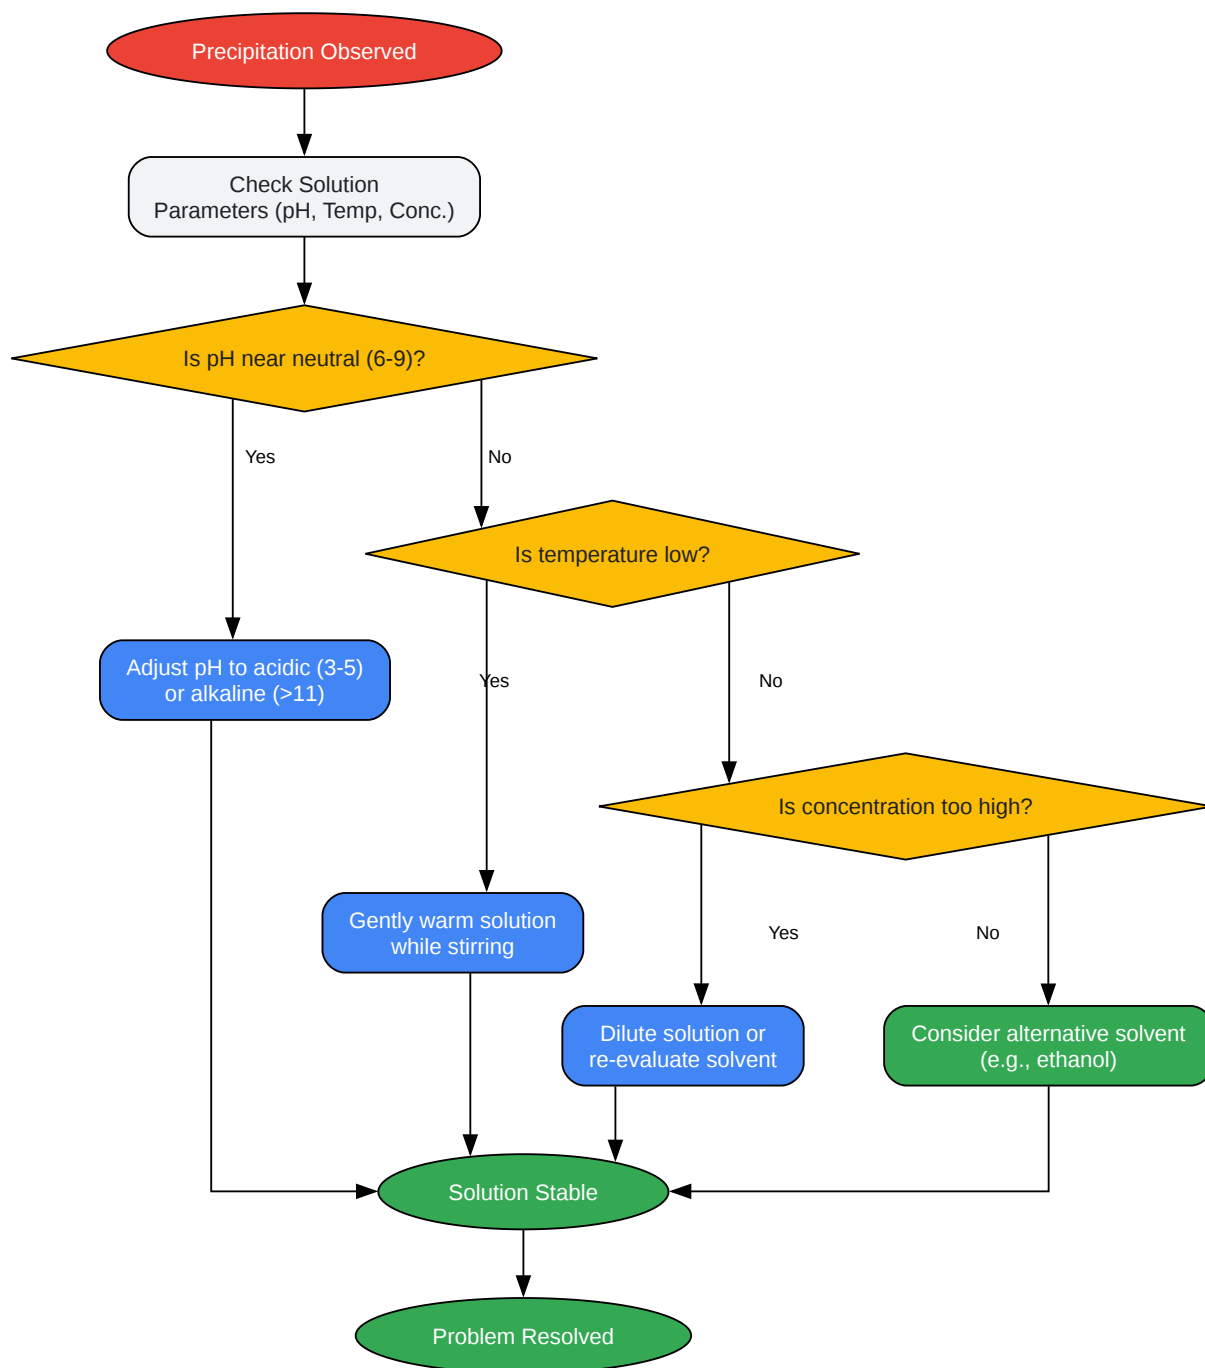 Precipitation Observed
Check Solution
Parameters (pH, Temp, Conc.)
Is pH near neutral (6-9)?
Yes
No
Is temperature low?
Adjust pH to acidic (3-5)
or alkaline (>11)
Yes
No
Is concentration too high?
Gently warm solution
while stirring
Yes
No
Dilute solution or
re-evaluate solvent
Consider alternative solvent
(e.g., ethanol)
Solution Stable
Problem Resolved